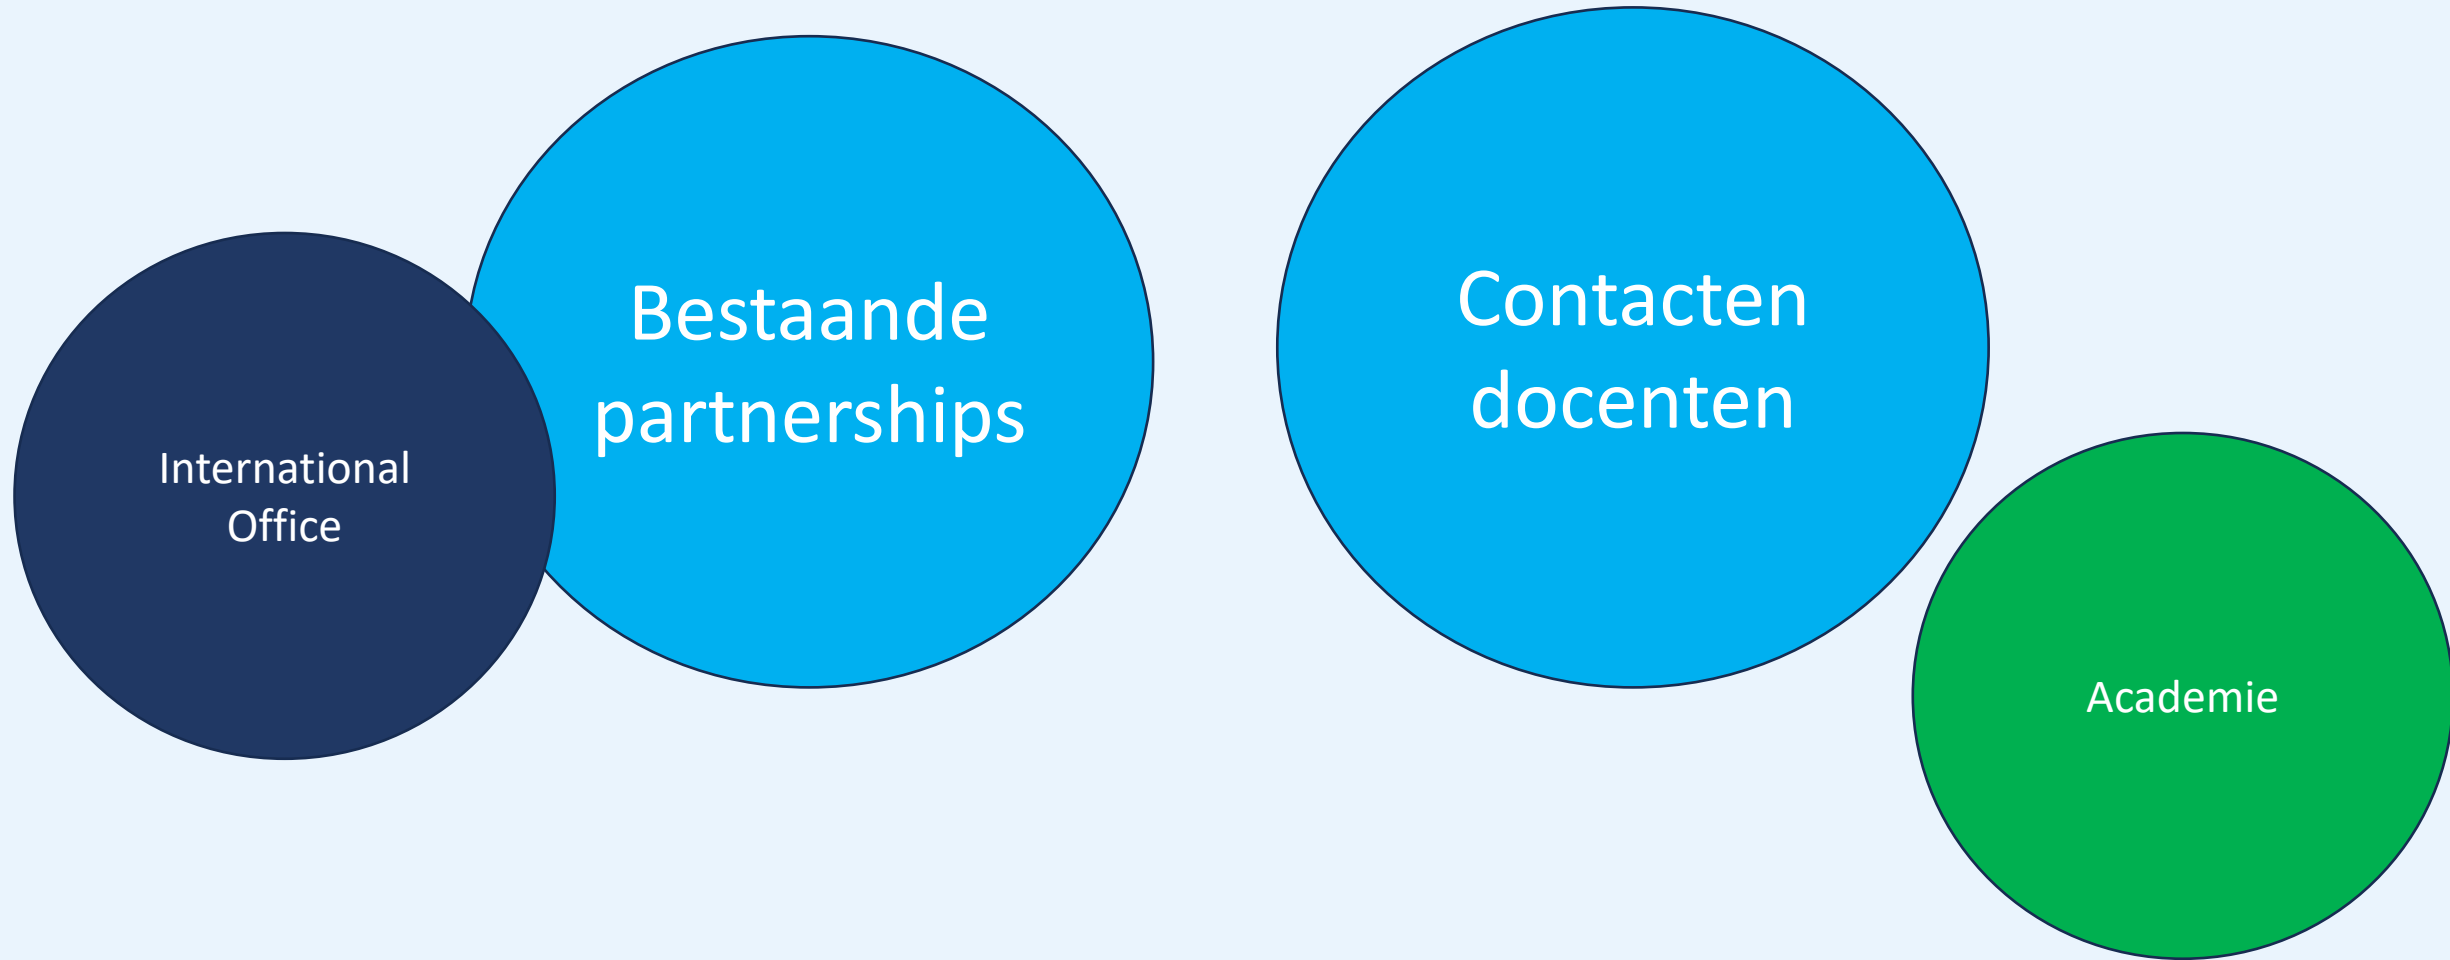 International
Office
Bestaande
partnerships
Contacten
docenten
Academie